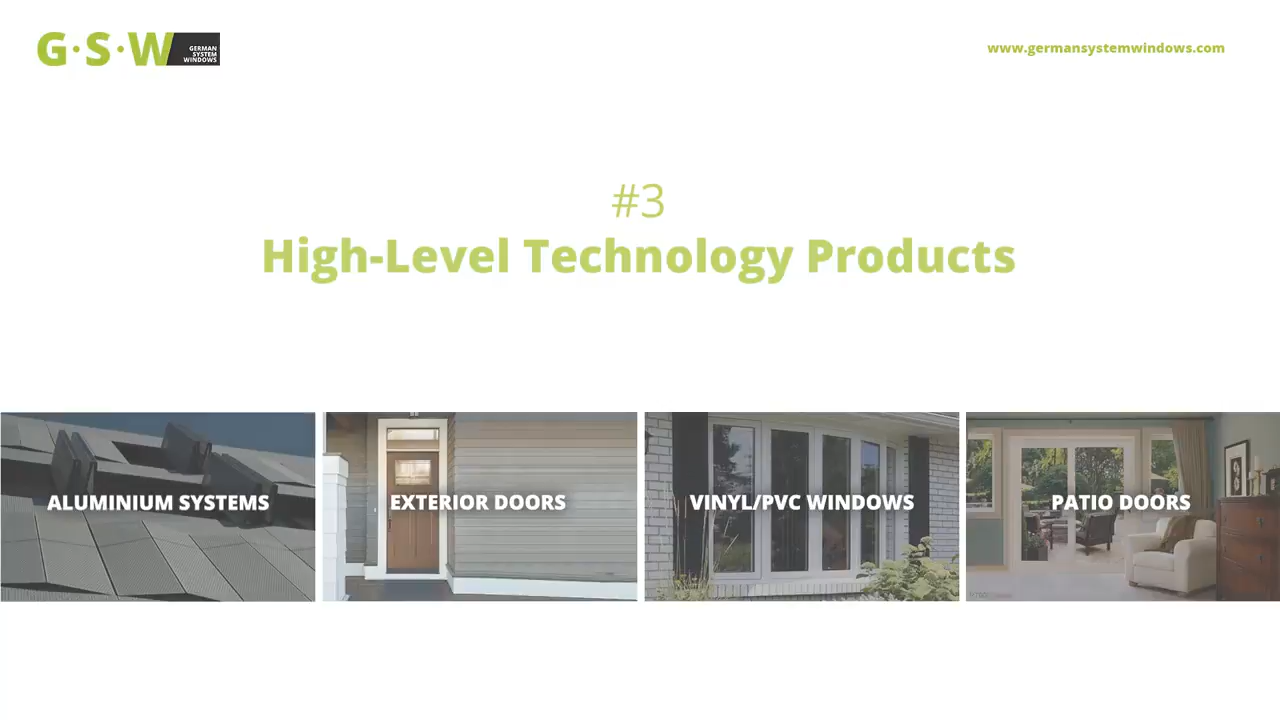 G·S·W
GERMAN
SYSTEM
WINDOWS
www.germansystemwindows.com
#3
High-Level Technology Products
ALUMINIUM SYSTEMS
EXTERIOR DOORS
VINYL/PVC WINDOWS
PATIO DOORS